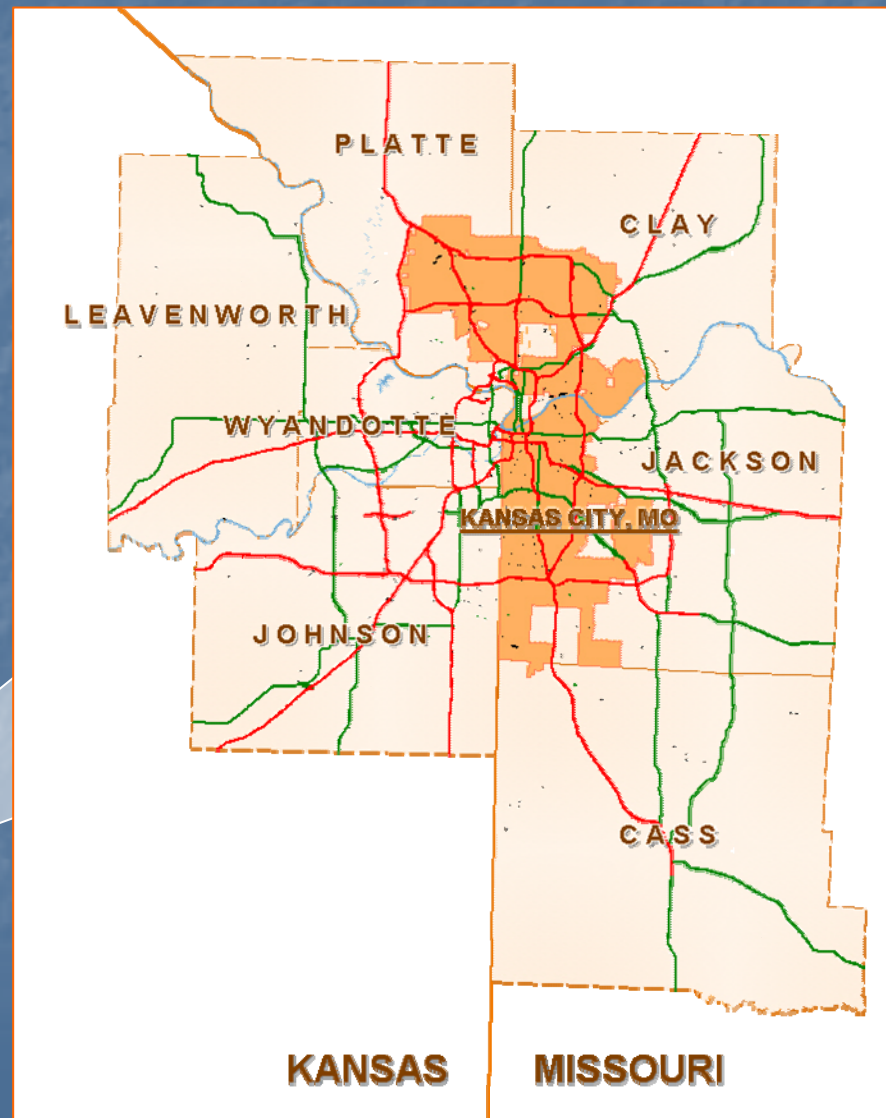 PLATTE
CLAY
LEAVENWORTH
WYANDOTTE
JACKSON
KANSAS CITY, MO
JOHNSON
CASS
KANSAS MISSOURI